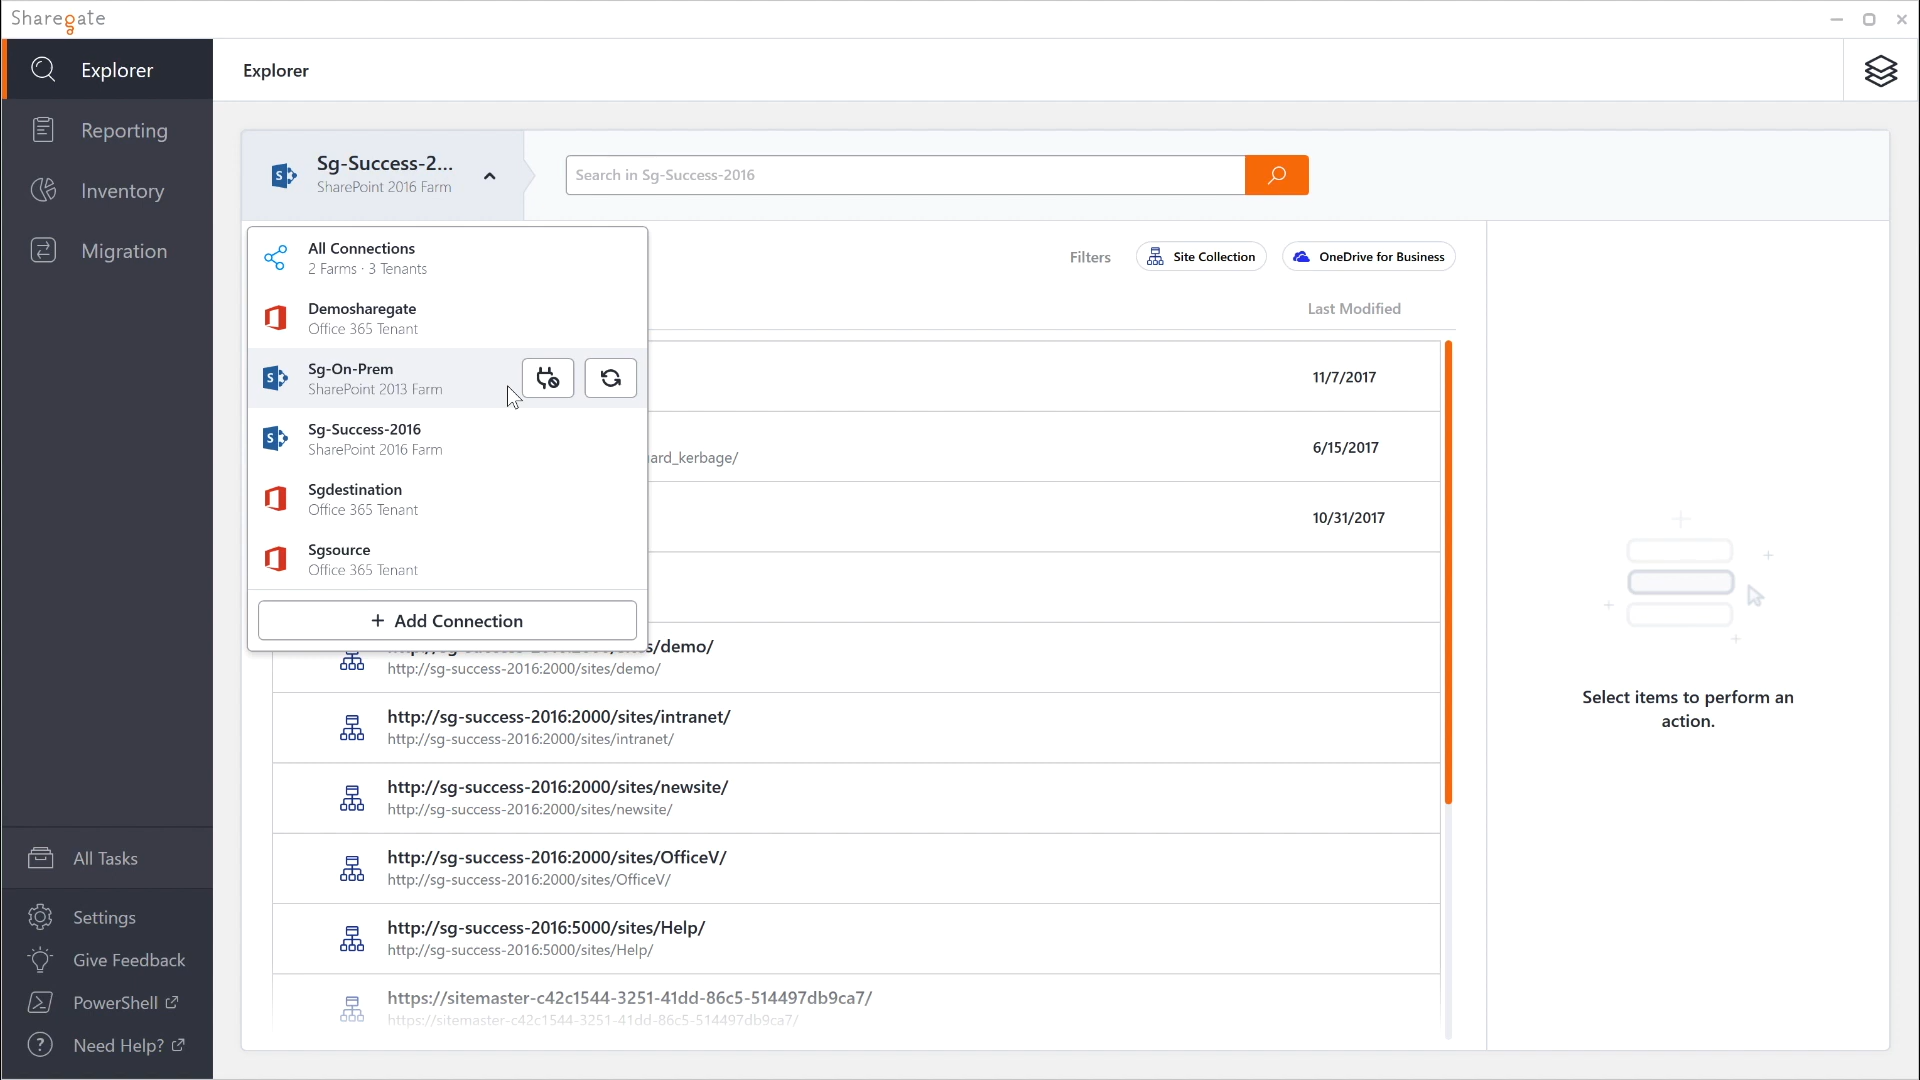 Sharegate
Explorer
Explorer
Reporting
Inventory
Migration
All Tasks
Settings
Give Feedback
PowerShell
Need Help?
Sg-Success-2...
SharePoint 2016 Farm
Search in Sg-Success-2016
All Connections
2 Farms · 3 Tenants
Demosharegate
Office 365 Tenant
Sg-On-Prem
SharePoint 2013 Farm
Sg-Success-2016
SharePoint 2016 Farm
Sgdestination
Office 365 Tenant
Sgsource
Office 365 Tenant
+ Add Connection
Filters Site Collection OneDrive for Business
Last Modified
11/7/2017
6/15/2017
ard_kerbage/
10/31/2017
/demo/
http://sg-success-2016:2000/sites/demo/
http://sg-success-2016:2000/sites/intranet/
http://sg-success-2016:2000/sites/intranet/
http://sg-success-2016:2000/sites/newsite/
http://sg-success-2016:2000/sites/newsite/
http://sg-success-2016:2000/sites/OfficeV/
http://sg-success-2016:2000/sites/OfficeV/
http://sg-success-2016:5000/sites/Help/
http://sg-success-2016:5000/sites/Help/
https://sitemaster-c42c1544-3251-41dd-86c5-514497db9ca7/
https://sitemaster-c42c1544-3251-41dd-86c5-514497db9ca7/
Select items to perform an
action.